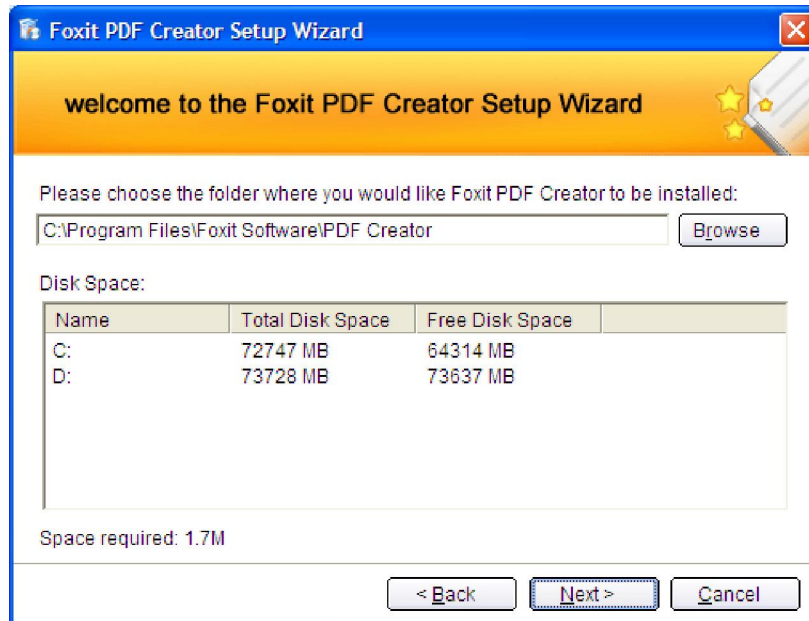 Foxit PDF Creator Setup Wizard
welcome to the Foxit PDF Creator Setup Wizard
Please choose the folder where you would like Foxit PDF Creator to be installed:
C:\Program Files\Foxit Software\PDF Creator
Browse
Disk Space:
Name Total Disk Space Free Disk Space
C: 72747 MB 64314 MB
D: 73728 MB 73637 MB
Space required: 1.7M
< Back Next > Cancel